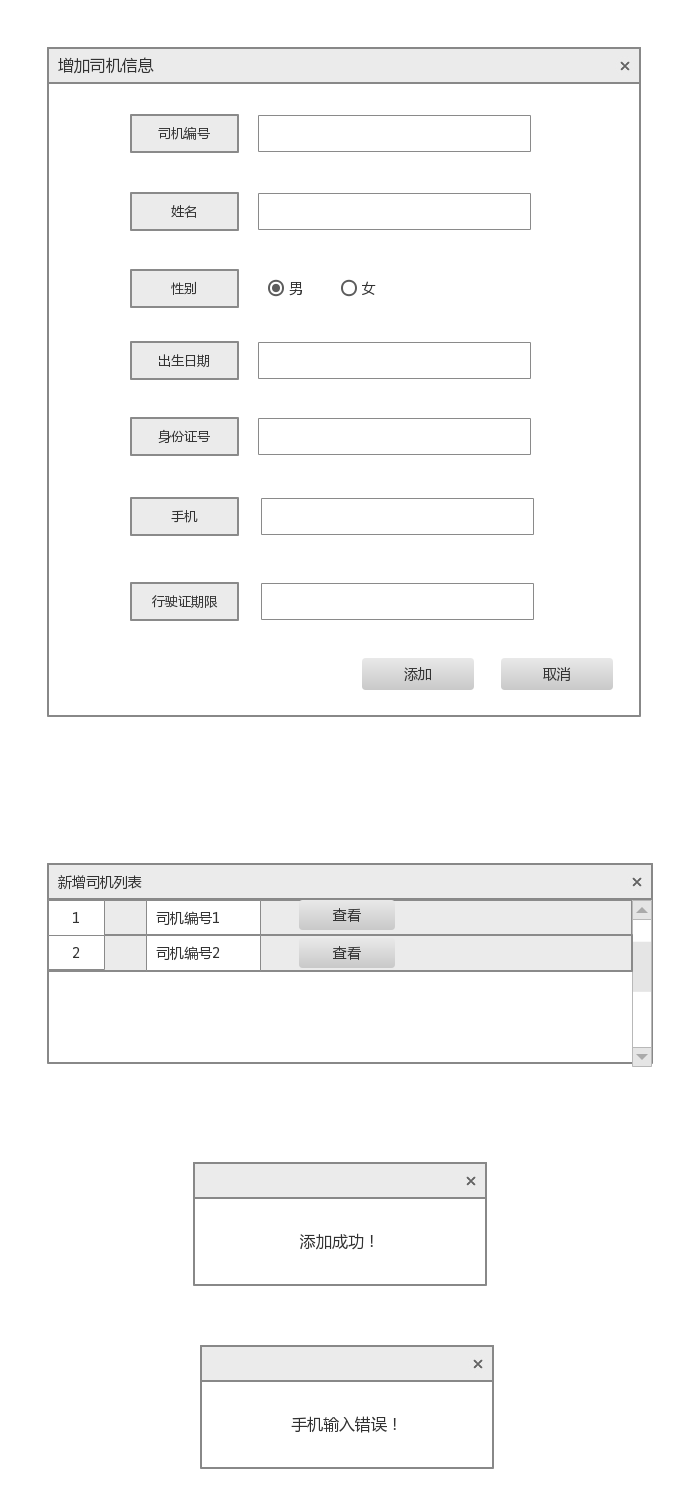 增加司机信息
司机编号
姓名
性别 男 女
出生日期
身份证号
手机
行驶证期限
添加 取消
新增司机列表
1 司机编号1 查看
2 司机编号2 查看
添加成功！
手机输入错误！